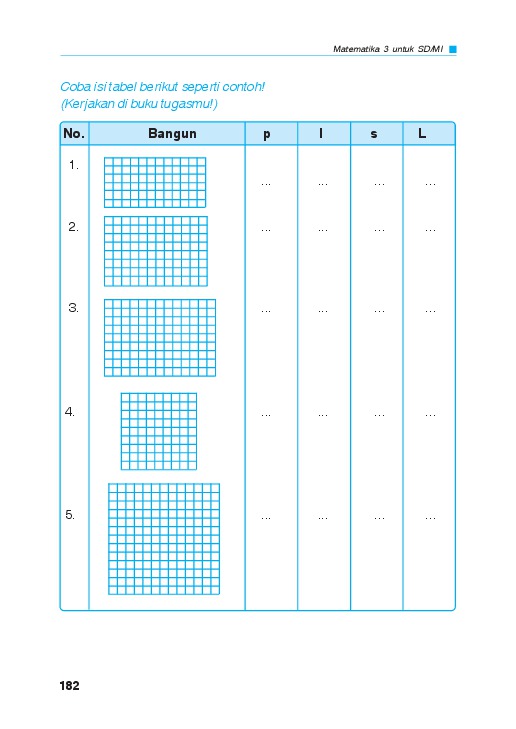 Matematika 3 untuk SD/MI
Coba isi tabel berikut seperti contoh!
(Kerjakan di buku tugasmu!)
No. Bangun p l s L
1. ... ... ... ...
2. ... ... ... ...
3. ... ... ... ...
4. ... ... ... ...
5. ... ... ... ...
182